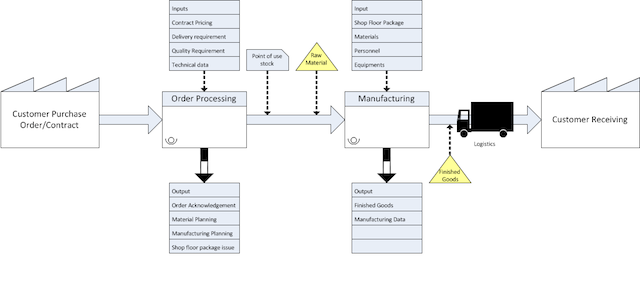 Inputs
Contract Pricing
Delivery requirement
Quality Requirement
Technical data
Point of use
stock
Raw
Material
Input
Shop Floor Package
Materials
Personnel
Equipments
Customer Purchase
Order/Contract
Order Processing
Manufacturing
Logistics
Customer Receiving
Finished
Goods
Output
Order Acknowledgement
Material Planning
Manufacturing Planning
Shop floor package issue
Output
Finished Goods
Manufacturing Data